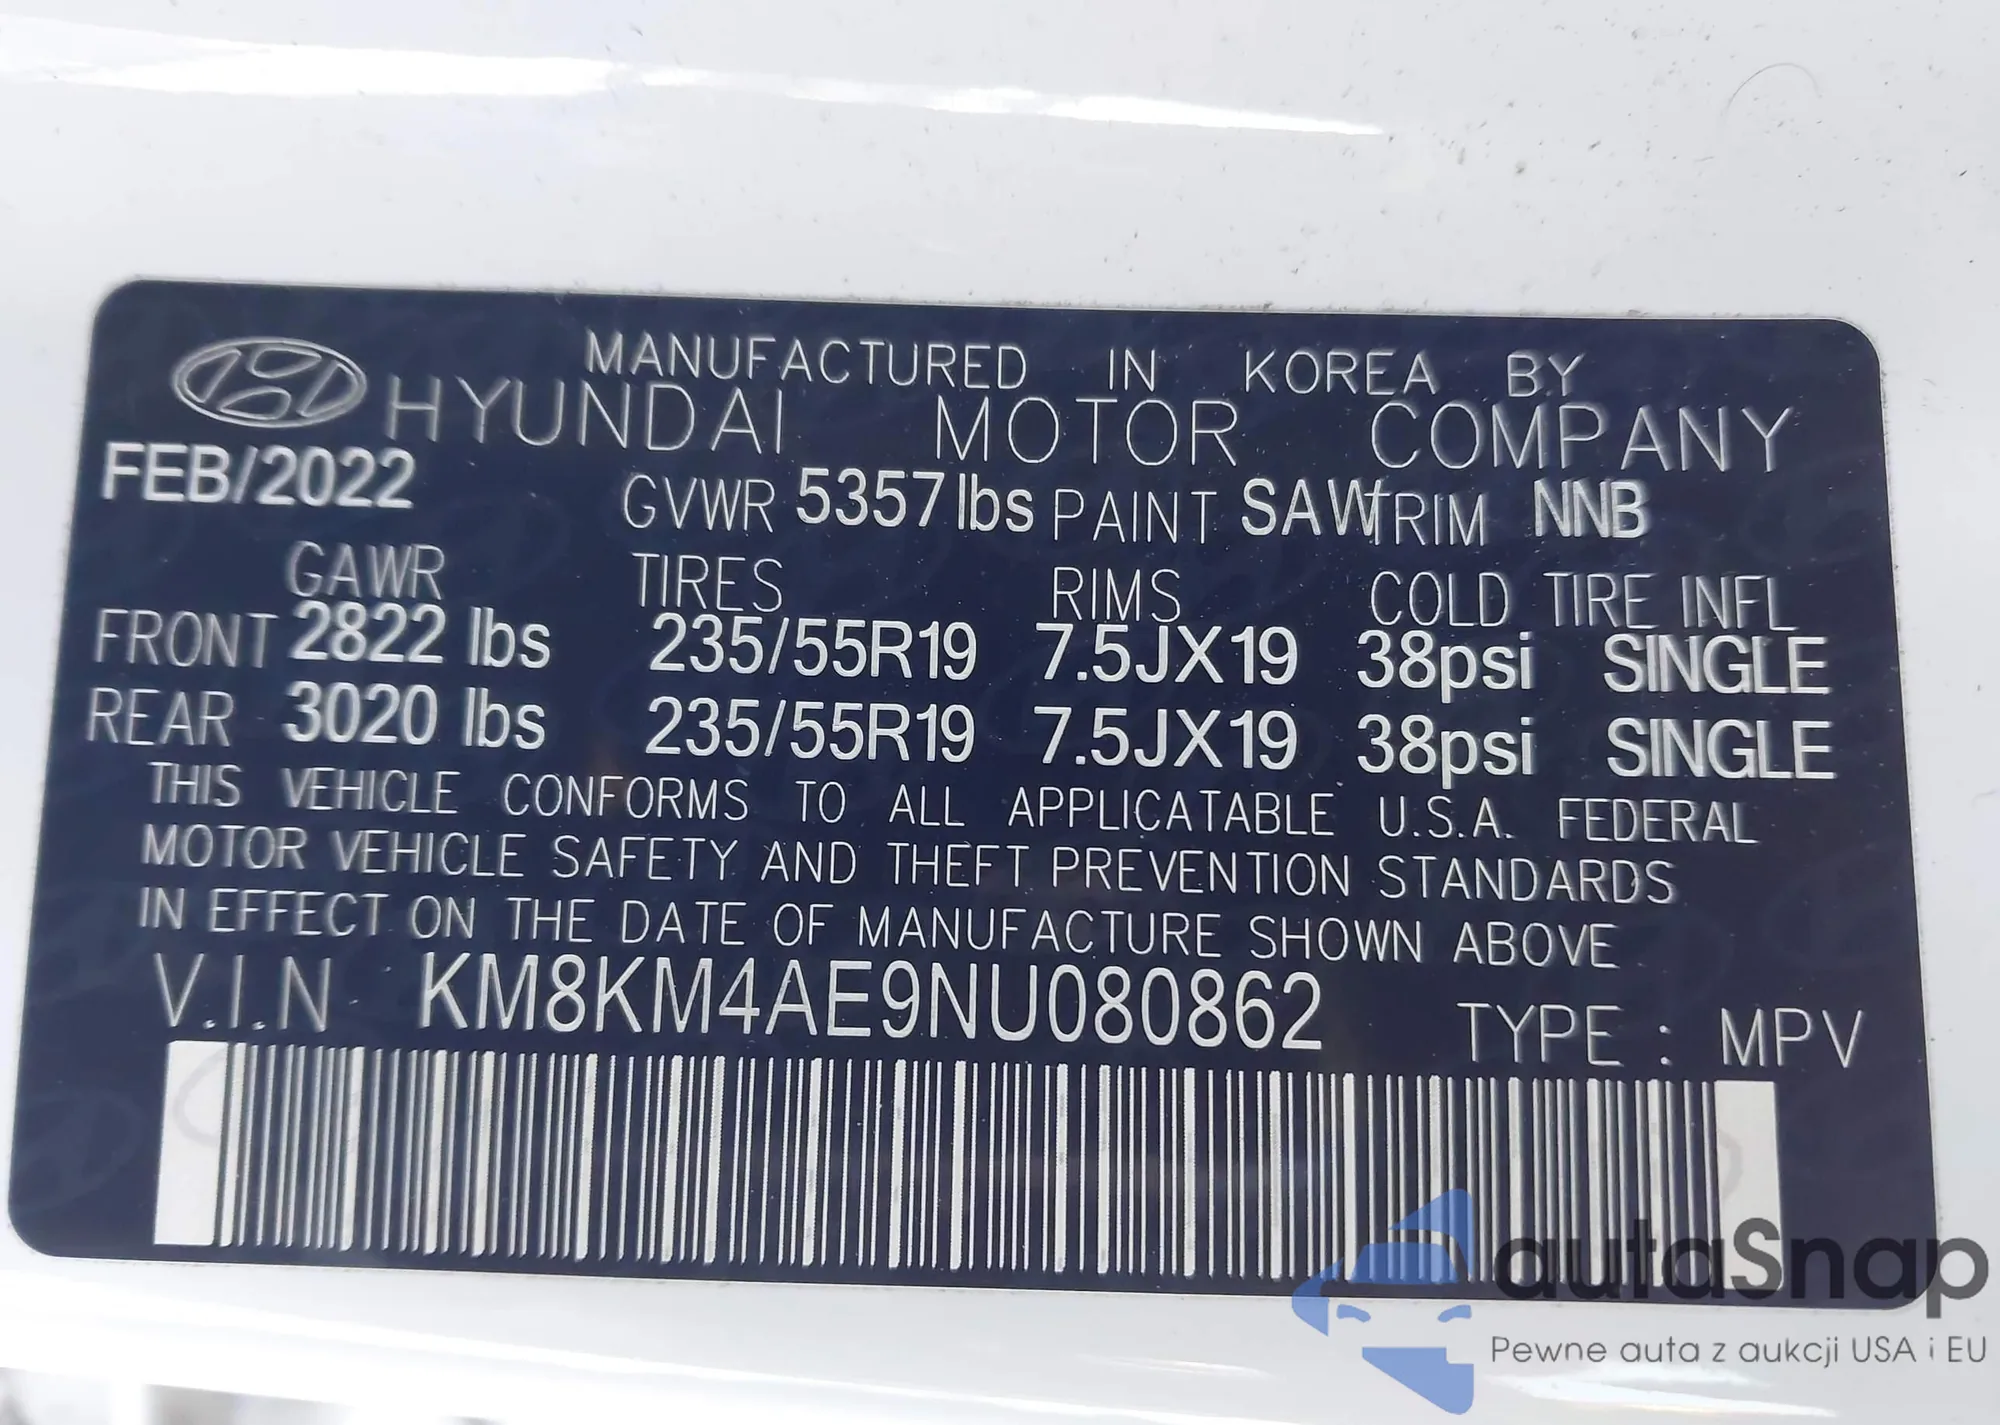 MANUFACTURED IN KOREA BY
HYUNDAI MOTOR COMPANY
FEB/2022 GVWR 5357 lbs PAINT SAW TRIM NNB
GAWR TIRES RIMS COLD TIRE INFL
FRONT 2822 lbs 235/55R19 7.5JX19 38psi SINGLE
REAR 3020 lbs 235/55R19 7.5JX19 38psi SINGLE
THIS VEHICLE CONFORMS TO ALL APPLICATABLE U.S.A. FEDERAL
MOTOR VEHICLE SAFETY AND THEFT PREVENTION STANDARDS
IN EFFECT ON THE DATE OF MANUFACTURE SHOWN ABOVE
V.I.N KM8KM4AE9NU080862 TYPE : MPV
autaSnap
Pewne auta z aukcji USA i EU